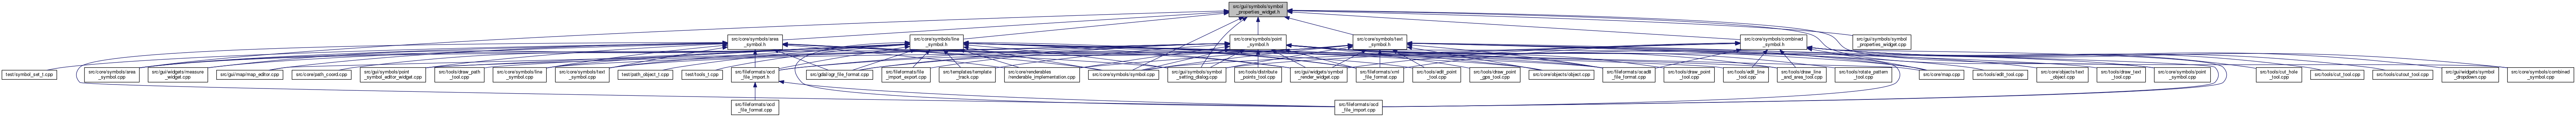 src/gui/symbols/symbol
_properties_widget.h
src/core/symbols/area
_symbol.h
src/core/symbols/line
_symbol.h
src/core/symbols/point
_symbol.h
src/core/symbols/text
_symbol.h
src/core/symbols/combined
_symbol.h
src/gui/symbols/symbol
_properties_widget.cpp
test/symbol_set_t.cpp
src/core/symbols/area
_symbol.cpp
src/gui/widgets/measure
_widget.cpp
src/gui/map/map_editor.cpp
src/core/path_coord.cpp
src/gui/symbols/point
_symbol_editor_widget.cpp
src/tools/draw_path
_tool.cpp
src/core/symbols/line
_symbol.cpp
src/core/symbols/text
_symbol.cpp
test/path_object_t.cpp
test/tools_t.cpp
src/fileformats/ocd
_file_import.h
src/gdal/ogr_file_format.cpp
src/fileformats/file
_import_export.cpp
src/templates/template
_track.cpp
src/core/renderables
/renderable_implementation.cpp
src/core/symbols/symbol.cpp
src/gui/symbols/symbol
_setting_dialog.cpp
src/tools/distribute
_points_tool.cpp
src/gui/widgets/symbol
_render_widget.cpp
src/fileformats/xml
_file_format.cpp
src/tools/edit_point
_tool.cpp
src/tools/draw_point
_gps_tool.cpp
src/core/objects/object.cpp
src/fileformats/ocad8
_file_format.cpp
src/tools/draw_point
_tool.cpp
src/tools/edit_line
_tool.cpp
src/tools/draw_line
_and_area_tool.cpp
src/tools/rotate_pattern
_tool.cpp
src/core/map.cpp
src/tools/edit_tool.cpp
src/core/objects/text
_object.cpp
src/tools/draw_text
_tool.cpp
src/core/symbols/point
_symbol.cpp
src/tools/cut_hole
_tool.cpp
src/tools/cut_tool.cpp
src/tools/cutout_tool.cpp
src/gui/widgets/symbol
_dropdown.cpp
src/core/symbols/combined
_symbol.cpp
src/fileformats/ocd
_file_format.cpp
src/fileformats/ocd
_file_import.cpp